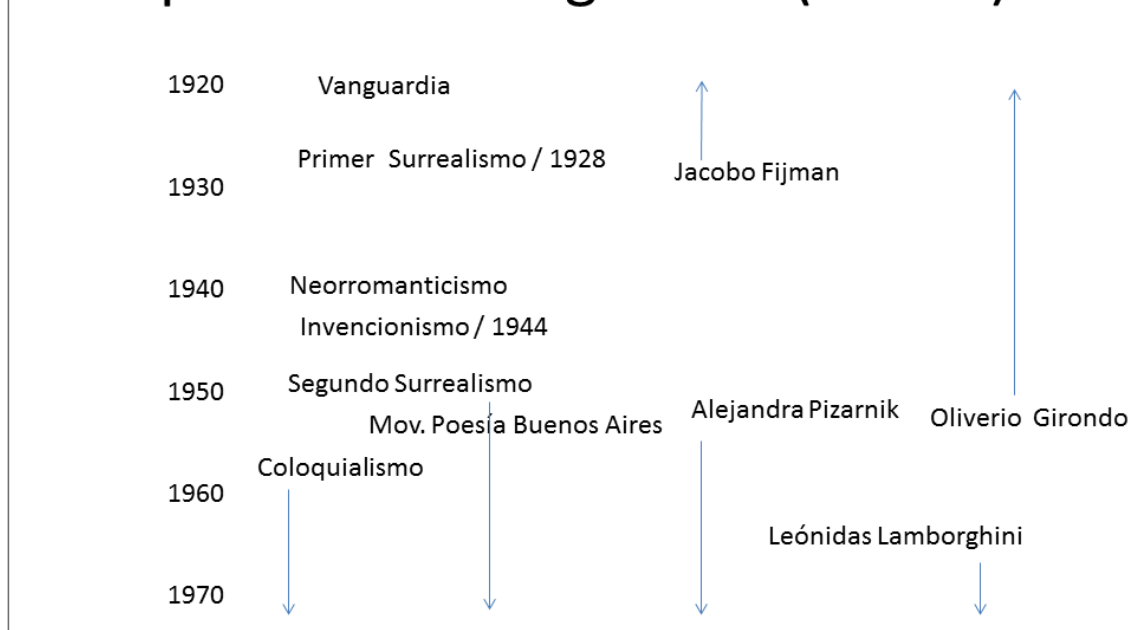 1920 Vanguardia
Primer Surrealismo / 1928
Jacobo Fijman
1930
1940 Neorromanticismo
Invencionismo / 1944
1950 Segundo Surrealismo
Alejandra Pizarnik Oliverio Girondo
Mov. Poesía Buenos Aires
Coloquialismo
1960
Leónidas Lamborghini
1970